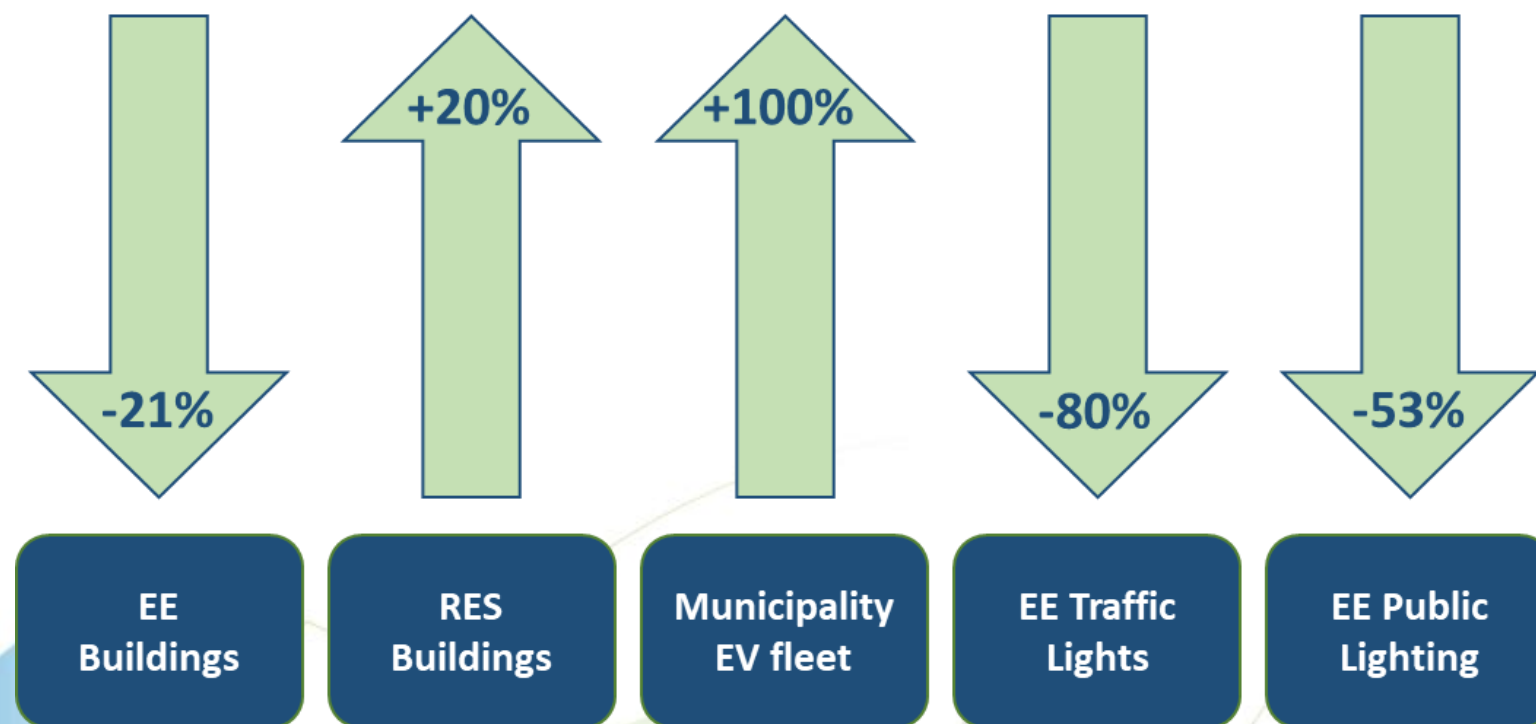 -21%
+20%
+100%
-80%
-53%
EE
Buildings
RES
Buildings
Municipality
EV fleet
EE Traffic
Lights
EE Public
Lighting